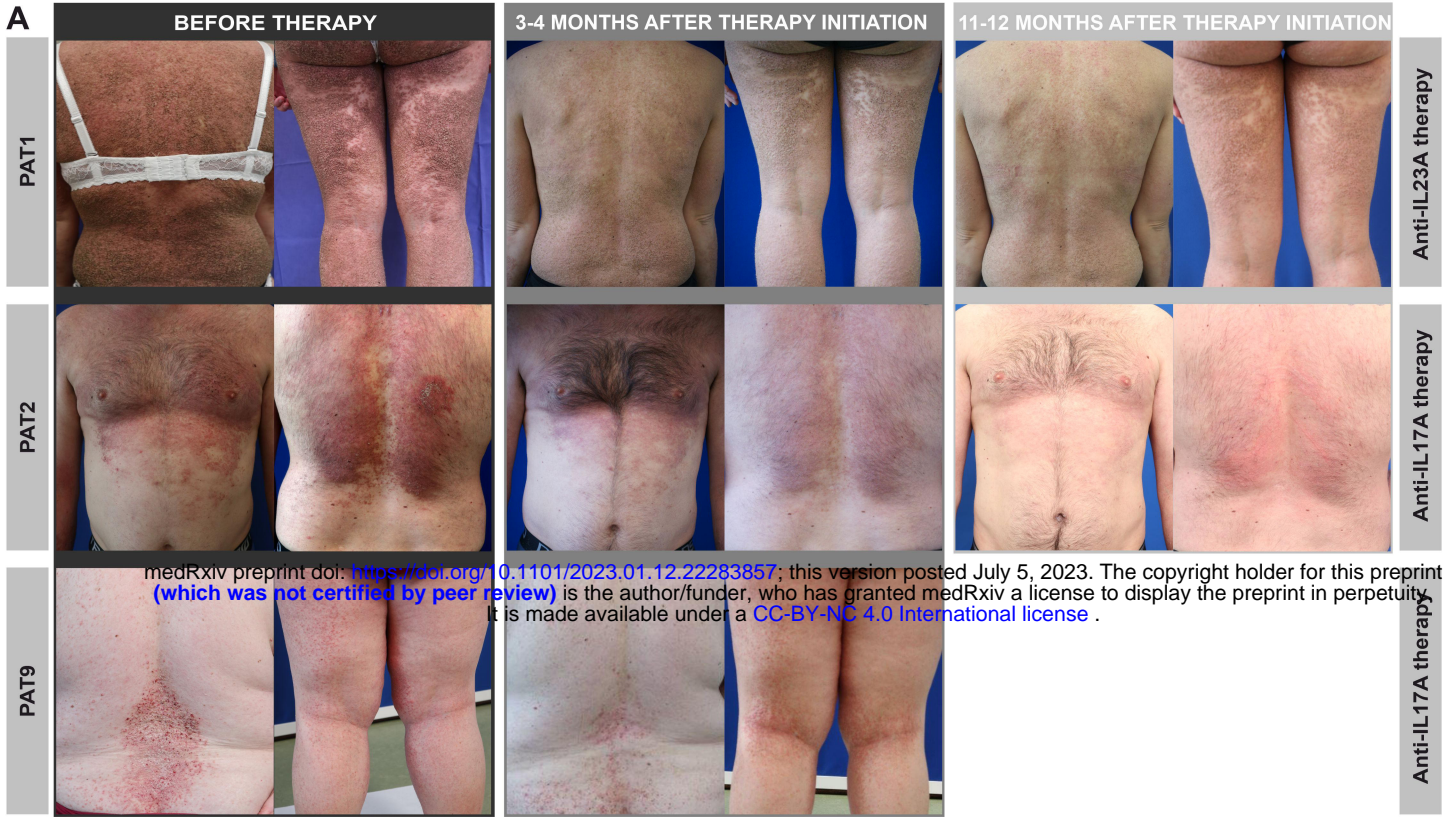 A
BEFORE THERAPY
3-4 MONTHS AFTER THERAPY INITIATION
11-12 MONTHS AFTER THERAPY INITIATION
PAT1
Anti-IL23A therapy
PAT2
Anti-IL17A therapy
medRxiv preprint doi: https://doi.org/10.1101/2023.01.12.22283857; this version posted July 5, 2023. The copyright holder for this preprint
(which was not certified by peer review) is the author/funder, who has granted medRxiv a license to display the preprint in perpetuity.
It is made available under a CC-BY-NC 4.0 International license .
PAT9
Anti-IL17A therapy